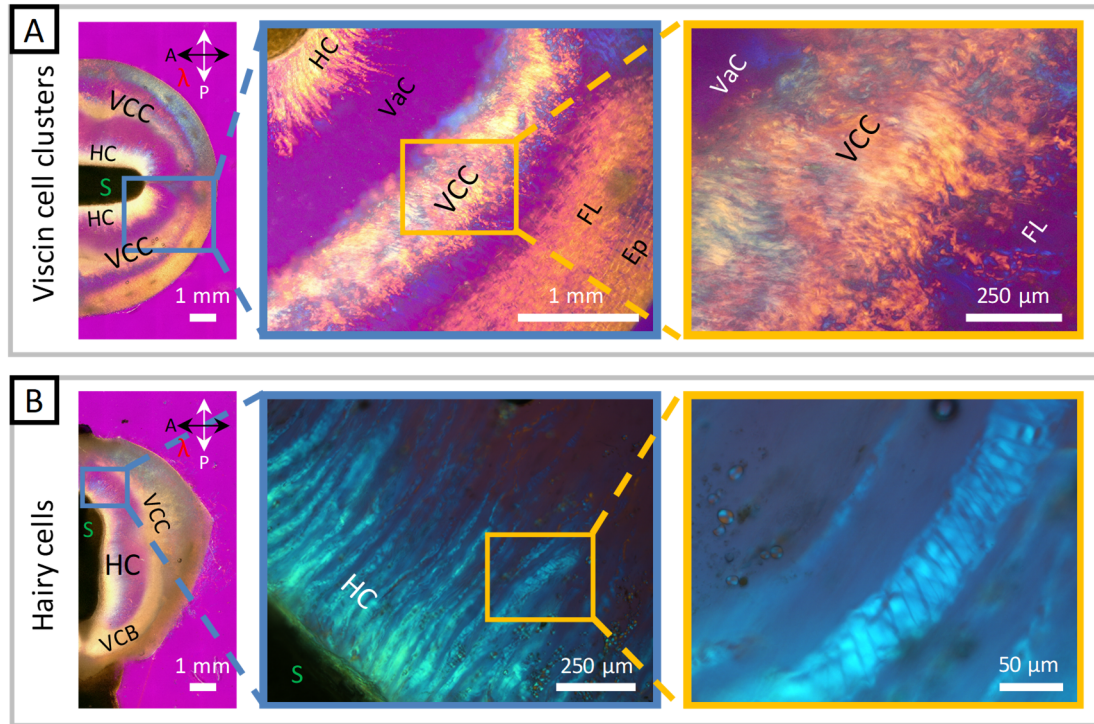 A
Viscin cell clusters
A
λ
P
VCC
HC
S
HC
VCC
1 mm
HC
VaC
VCC
FL
Ep
1 mm
VaC
VCC
FL
250 µm
B
Hairy cells
A
λ
P
VCC
S
HC
VCB
1 mm
HC
S
250 µm
50 µm